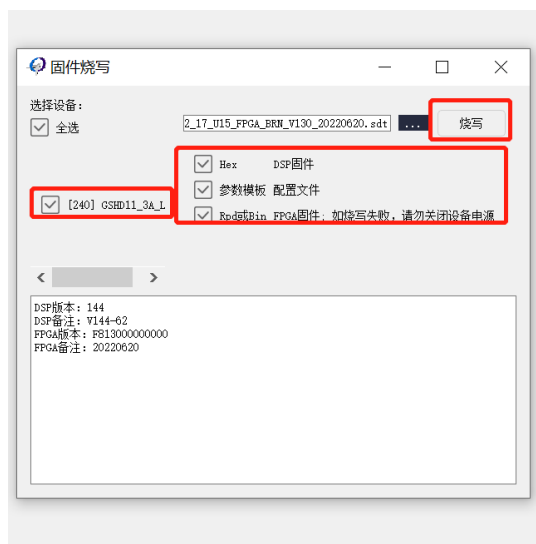 固件烧写
选择设备：
全选
2_17_U15_FPGA_BRN_V130_20220620.sdt
...
烧写
Hex DSP固件
参数模板 配置文件
[240] GSHD11_3A_L
Rpd或Bin FPGA固件；如烧写失败，请勿关闭设备电源
DSP版本：144
DSP备注：V144-62
FPGA版本：F813000000000
FPGA备注：20220620